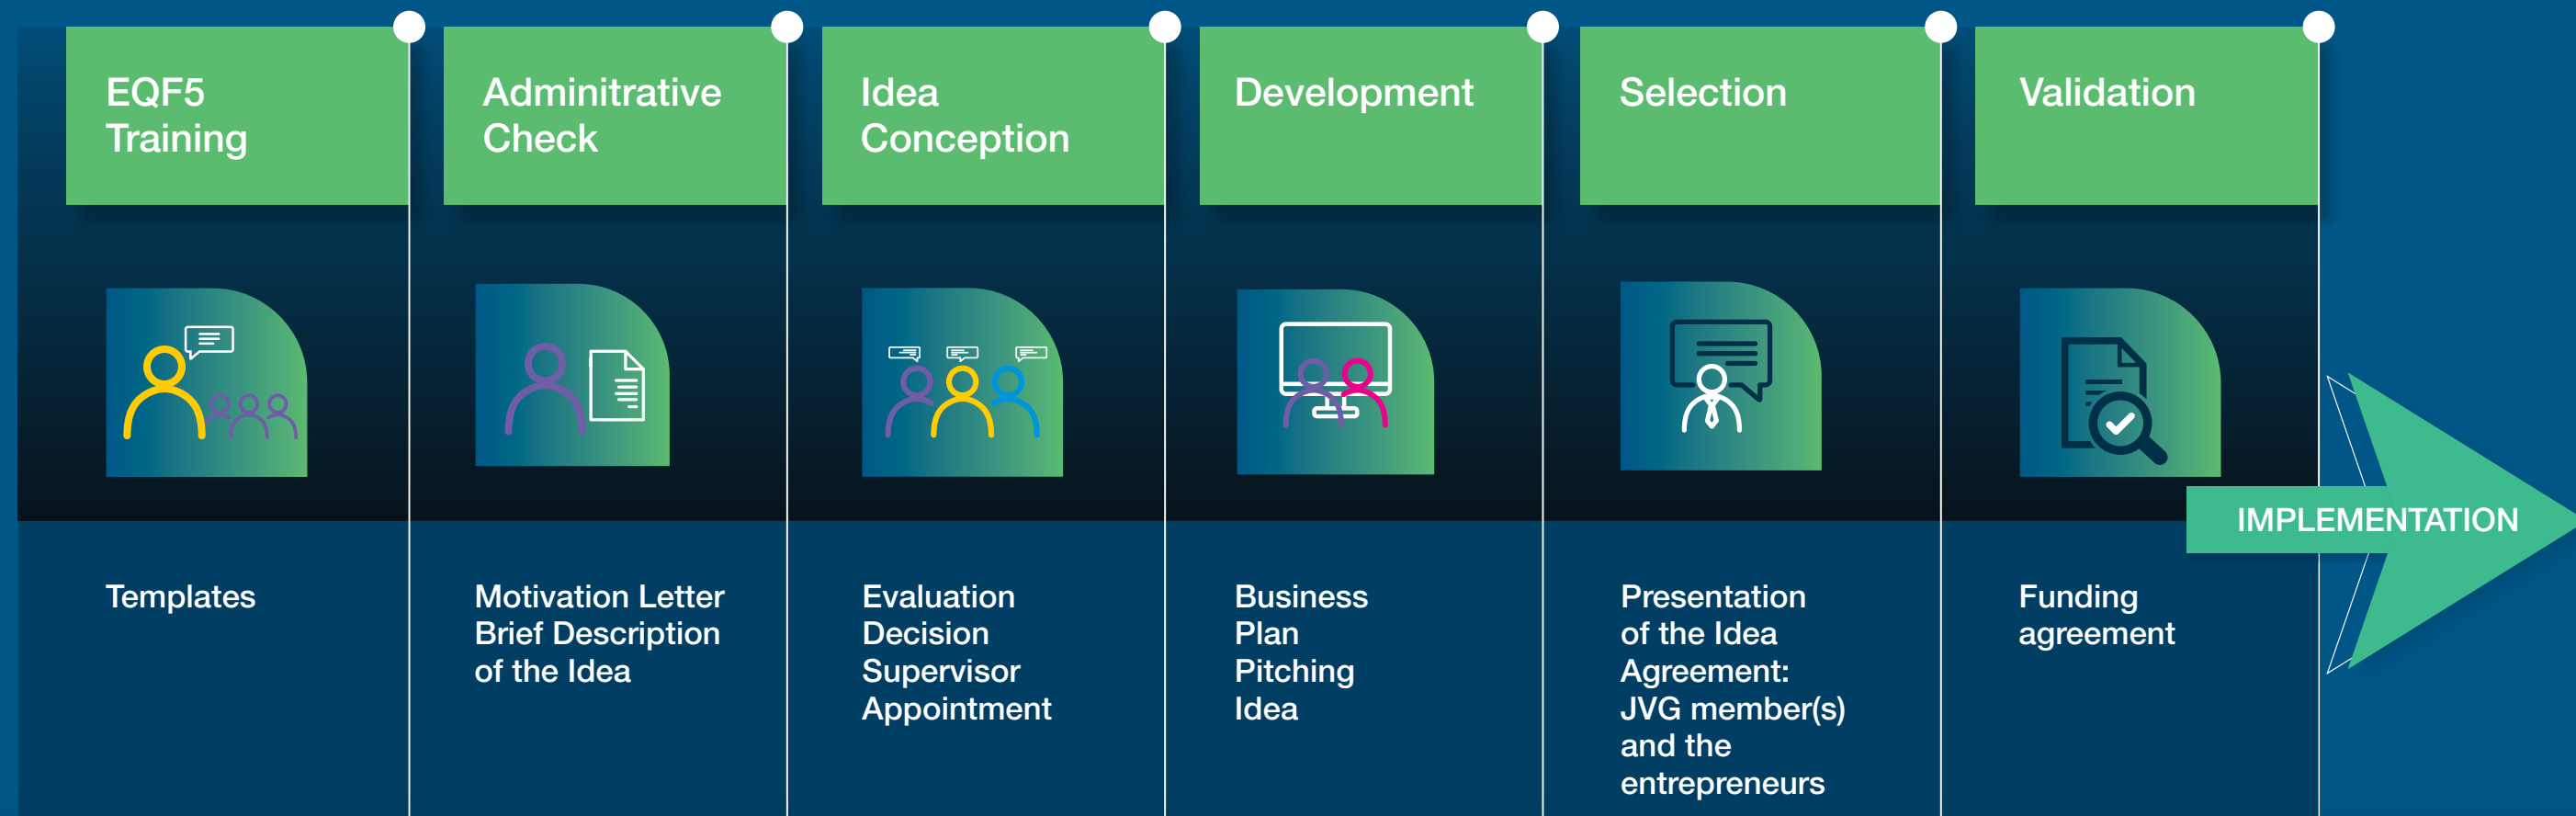 EQF5
Training
Adminitrative
Check
Idea
Conception
Development
Selection
Validation
Templates
Motivation Letter
Brief Description
of the Idea
Evaluation
Decision
Supervisor
Appointment
Business
Plan
Pitching
Idea
Presentation
of the Idea
Agreement:
JVG member(s)
and the
entrepreneurs
Funding
agreement
IMPLEMENTATION